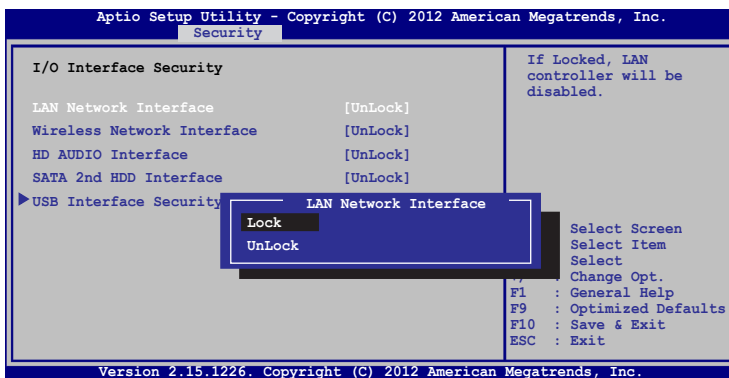 Aptio Setup Utility - Copyright (C) 2012 American Megatrends, Inc.
Security
I/O Interface Security
LAN Network Interface [UnLock]
Wireless Network Interface [UnLock]
HD AUDIO Interface [UnLock]
SATA 2nd HDD Interface [UnLock]
USB Interface Security
If Locked, LAN
controller will be
disabled.
LAN Network Interface
Lock
UnLock
Select Screen
Select Item
Select
: Change Opt.
F1 : General Help
F9 : Optimized Defaults
F10 : Save & Exit
ESC : Exit
Version 2.15.1226. Copyright (C) 2012 American Megatrends, Inc.